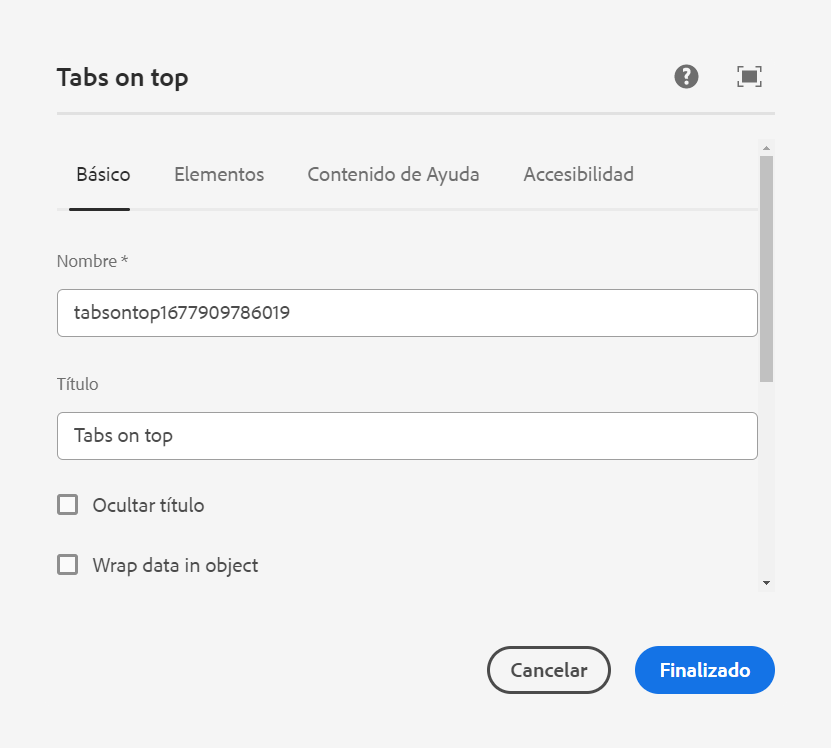 Tabs on top
Básico Elementos Contenido de Ayuda Accesibilidad
Nombre *
tabsontop1677909786019
Título
Tabs on top
Ocultar título
Wrap data in object
Cancelar Finalizado